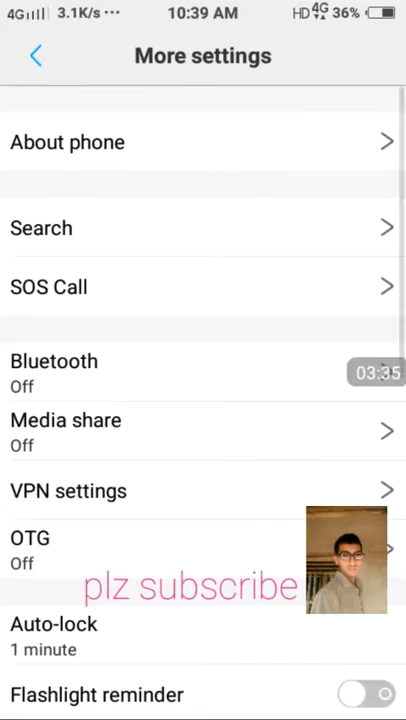 4G 3.1K/s ··· 10:39 AM HD 4G 36%
More settings
About phone
Search
SOS Call
Bluetooth
Off
03:35
Media share
Off
VPN settings
OTG
Off
plz subscribe
Auto-lock
1 minute
Flashlight reminder